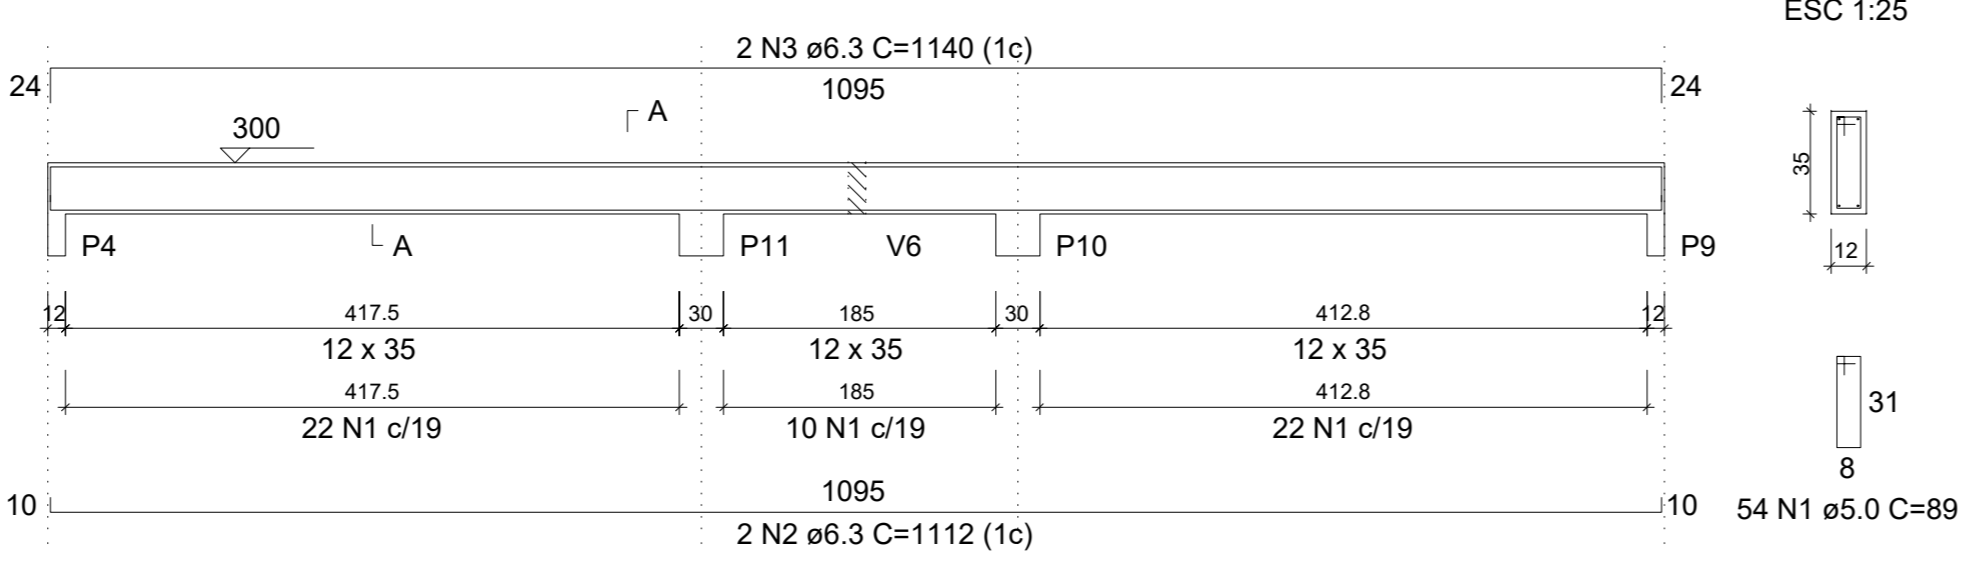 ESC 1:25
2 N3 ø6.3 C=1140 (1c)
24
1095
24
A
300
35
P4
A
P11
V6
P10
P9
12
12
417.5
30
185
30
412.8
12
12 x 35
12 x 35
12 x 35
417.5
185
412.8
22 N1 c/19
10 N1 c/19
22 N1 c/19
31
8
10
1095
10
54 N1 ø5.0 C=89
2 N2 ø6.3 C=1112 (1c)